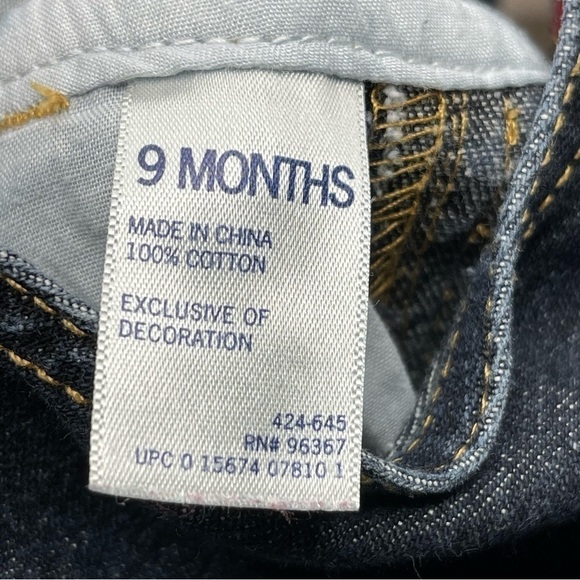 9 MONTHS
MADE IN CHINA
100% COTTON
EXCLUSIVE OF
DECORATION
424-645
RN# 96367
UPC 0 15674 07810 1